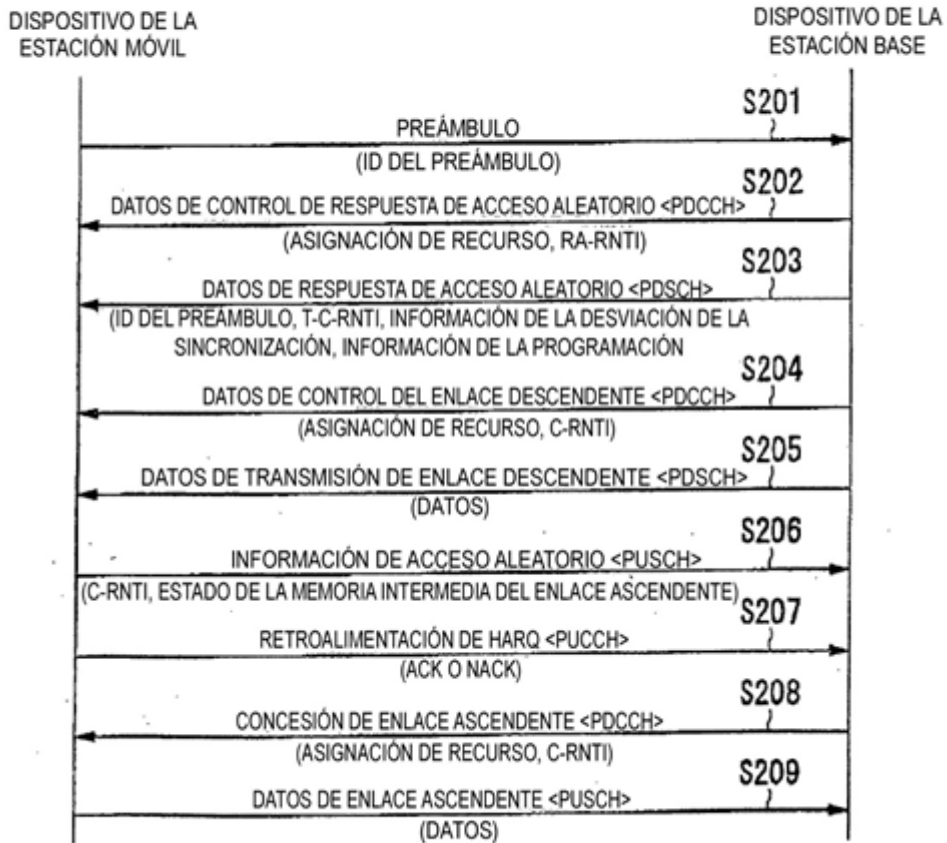 DISPOSITIVO DE LA
ESTACIÓN MÓVIL
DISPOSITIVO DE LA
ESTACIÓN BASE
S201
PREÁMBULO
(ID DEL PREÁMBULO)
S202
DATOS DE CONTROL DE RESPUESTA DE ACCESO ALEATORIO <PDCCH>
(ASIGNACIÓN DE RECURSO, RA-RNTI)
S203
DATOS DE RESPUESTA DE ACCESO ALEATORIO <PDSCH>
(ID DEL PREÁMBULO, T-C-RNTI, INFORMACIÓN DE LA DESVIACIÓN DE LA
SINCRONIZACIÓN, INFORMACIÓN DE LA PROGRAMACIÓN
S204
DATOS DE CONTROL DEL ENLACE DESCENDENTE <PDCCH>
(ASIGNACIÓN DE RECURSO, C-RNTI)
S205
DATOS DE TRANSMISIÓN DE ENLACE DESCENDENTE <PDSCH>
(DATOS)
S206
INFORMACIÓN DE ACCESO ALEATORIO <PUSCH>
(C-RNTI, ESTADO DE LA MEMORIA INTERMEDIA DEL ENLACE ASCENDENTE)
S207
RETROALIMENTACIÓN DE HARQ <PUCCH>
(ACK O NACK)
S208
CONCESIÓN DE ENLACE ASCENDENTE <PDCCH>
(ASIGNACIÓN DE RECURSO, C-RNTI)
S209
DATOS DE ENLACE ASCENDENTE <PUSCH>
(DATOS)